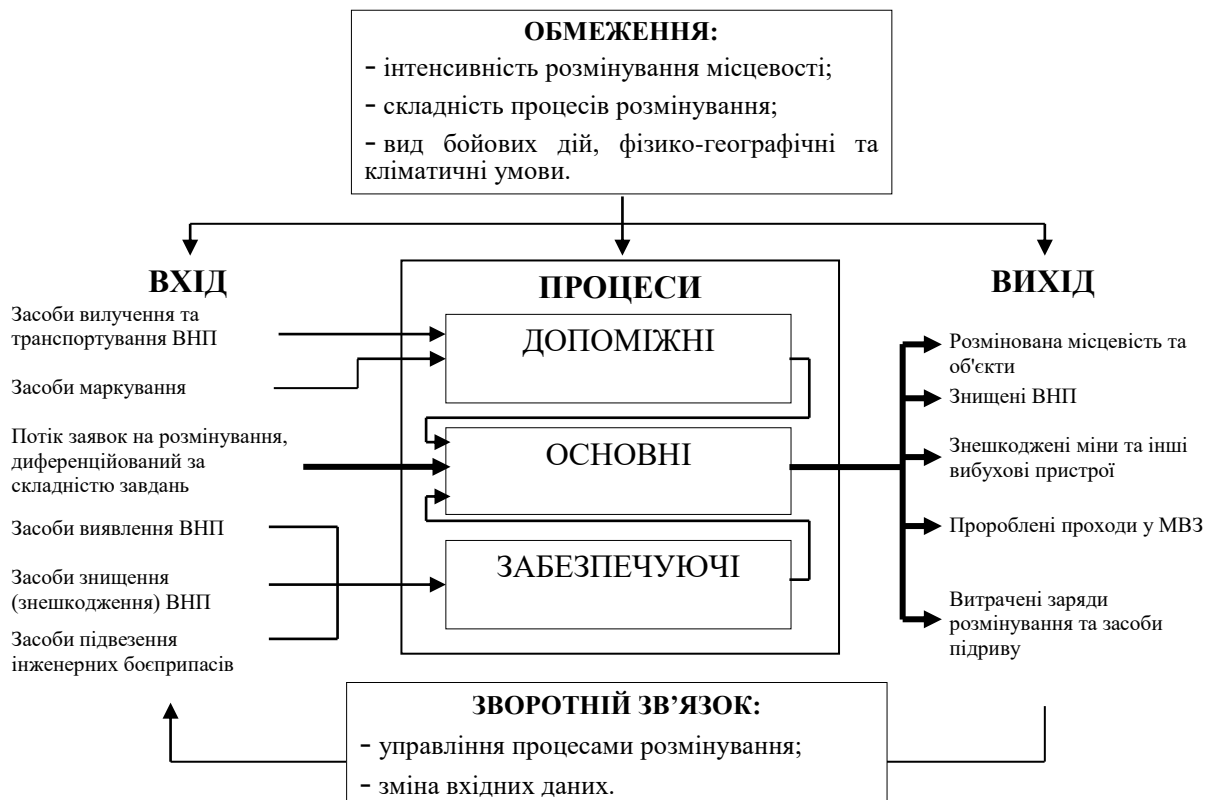 ОБМЕЖЕННЯ:
- інтенсивність розмінування місцевості;
- складність процесів розмінування;
- вид бойових дій, фізико-географічні та
кліматичні умови.
ВХІД
Засоби вилучення та
транспортування ВНП
Засоби маркування
Потік заявок на розмінування,
диференційований за
складністю завдань
Засоби виявлення ВНП
Засоби знищення
(знешкодження) ВНП
Засоби підвезення
інженерних боєприпасів
ПРОЦЕСИ
ДОПОМІЖНІ
ОСНОВНІ
ЗАБЕЗПЕЧУЮЧІ
ВИХІД
Розмінована місцевість та
об'єкти
Знищені ВНП
Знешкоджені міни та інші
вибухові пристрої
Пророблені проходи у МВЗ
Витрачені заряди
розмінування та засоби
підриву
ЗВОРОТНІЙ ЗВ’ЯЗОК:
- управління процесами розмінування;
- зміна вхідних даних.